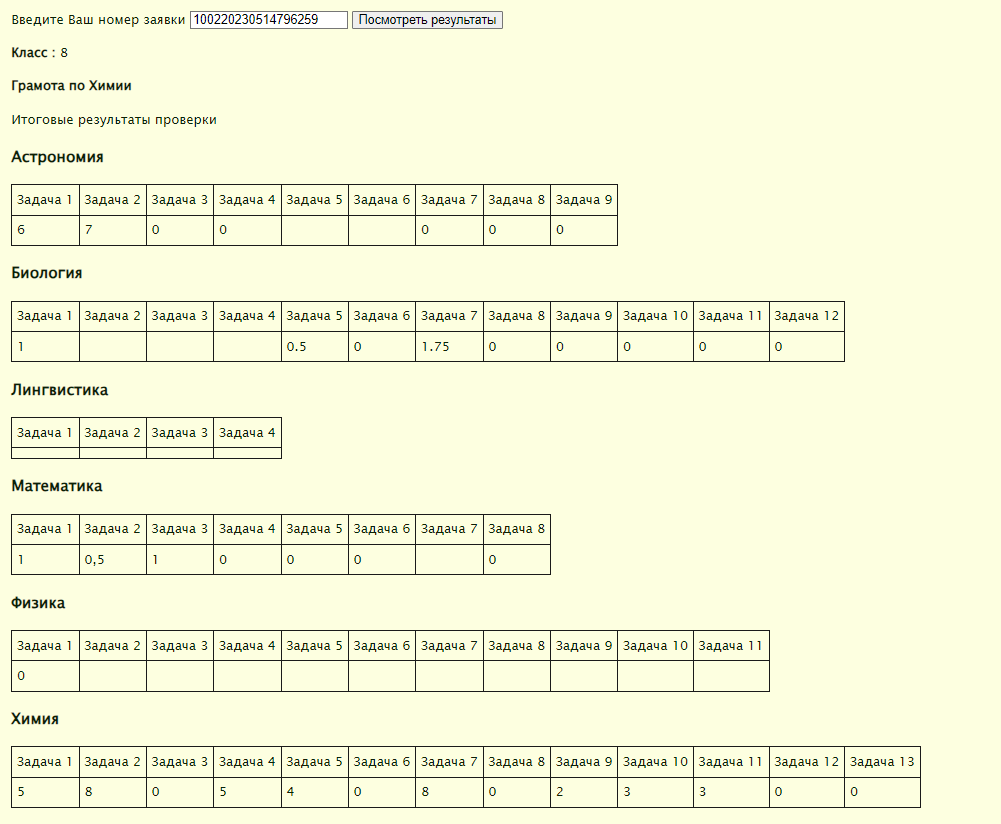 Введите Ваш номер заявки 100220230514796259 Посмотреть результаты
Класс : 8
Грамота по Химии
Итоговые результаты проверки
Астрономия
Задача 1 Задача 2 Задача 3 Задача 4 Задача 5 Задача 6 Задача 7 Задача 8 Задача 9
6 7 0 0 0 0 0
Биология
Задача 1 Задача 2 Задача 3 Задача 4 Задача 5 Задача 6 Задача 7 Задача 8 Задача 9 Задача 10 Задача 11 Задача 12
1 0.5 0 1.75 0 0 0 0 0
Лингвистика
Задача 1 Задача 2 Задача 3 Задача 4
Математика
Задача 1 Задача 2 Задача 3 Задача 4 Задача 5 Задача 6 Задача 7 Задача 8
1 0,5 1 0 0 0 0
Физика
Задача 1 Задача 2 Задача 3 Задача 4 Задача 5 Задача 6 Задача 7 Задача 8 Задача 9 Задача 10 Задача 11
0
Химия
Задача 1 Задача 2 Задача 3 Задача 4 Задача 5 Задача 6 Задача 7 Задача 8 Задача 9 Задача 10 Задача 11 Задача 12 Задача 13
5 8 0 5 4 0 8 0 2 3 3 0 0